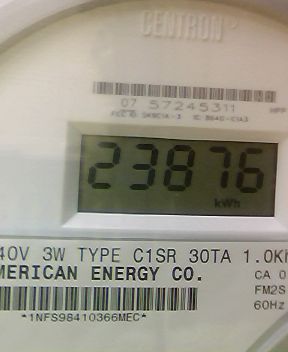 CENTRON
07 57245311
23876
kWh
40V 3W TYPE C1SR 30TA 1.0Kh
MERICAN ENERGY CO.
CA 0
FM2S
60Hz
*1NFS98410366MEC*